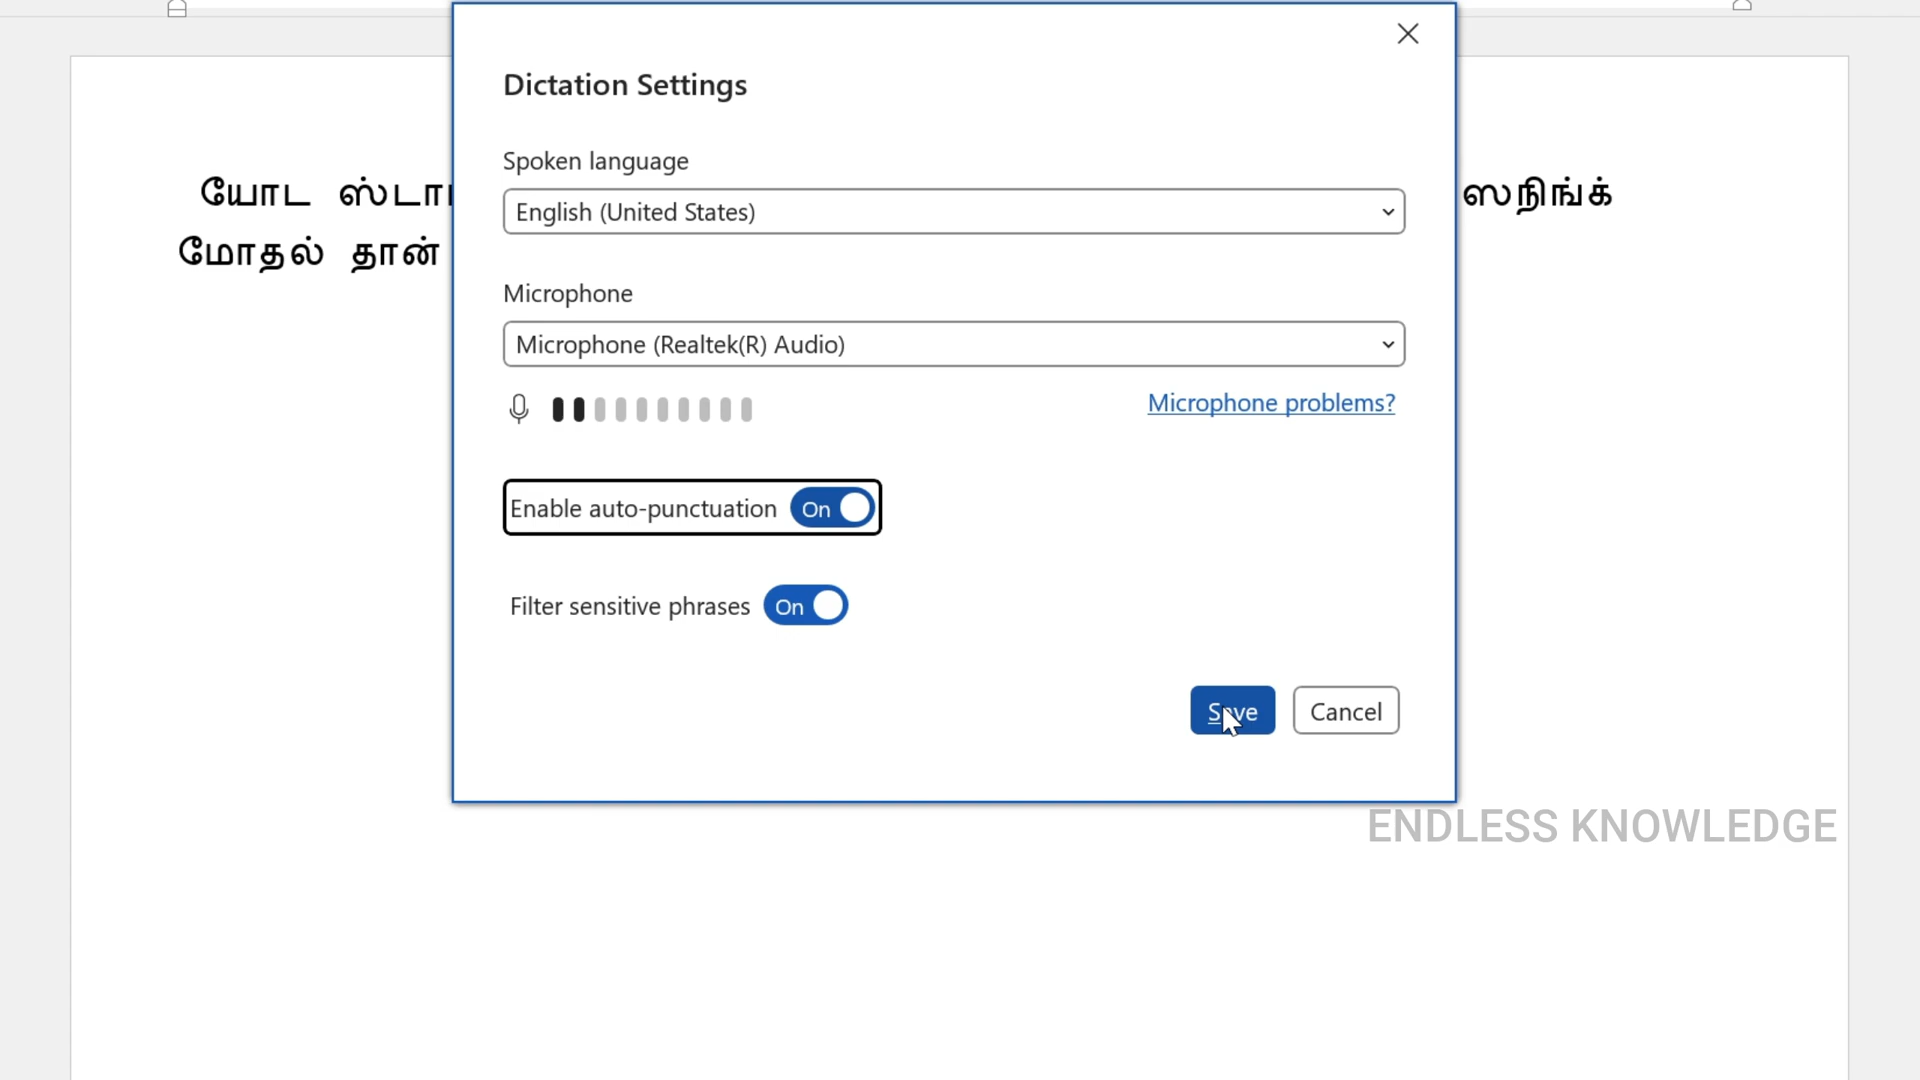 Dictation Settings
Spoken language
யோட
ஸ்நிங்க்
English (United States)
மோதல் தான்
Microphone
Microphone (Realtek(R) Audio)
Microphone problems?
Enable auto-punctuation On
Filter sensitive phrases On
Save Cancel
ENDLESS KNOWLEDGE